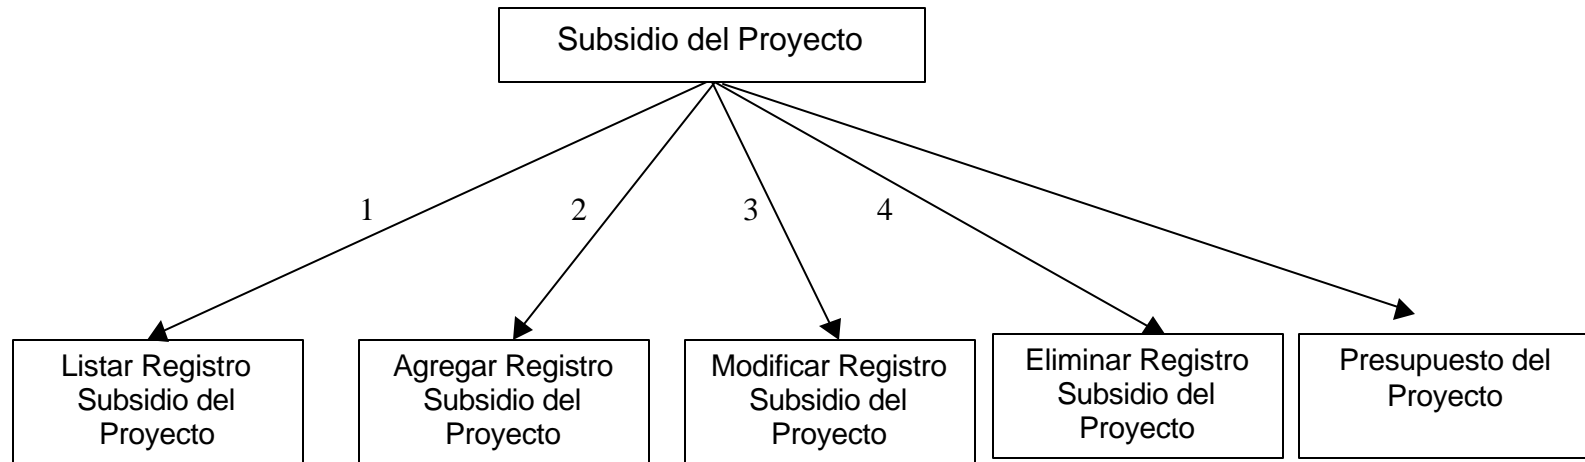 Subsidio del Proyecto
1
2
3
4
Listar Registro
Subsidio del
Proyecto
Agregar Registro
Subsidio del
Proyecto
Modificar Registro
Subsidio del
Proyecto
Eliminar Registro
Subsidio del
Proyecto
Presupuesto del
Proyecto